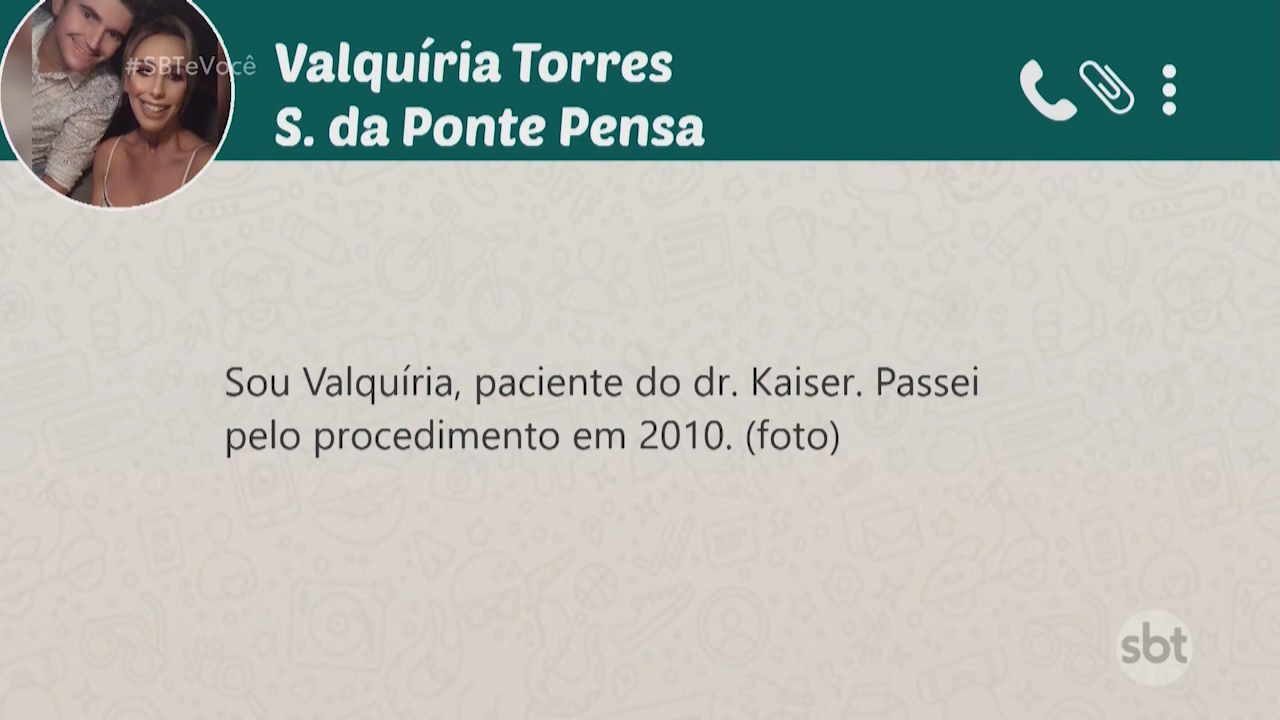 #SBTeVocê
Valquíria Torres
S. da Ponte Pensa
Sou Valquíria, paciente do dr. Kaiser. Passei
pelo procedimento em 2010. (foto)
sbt